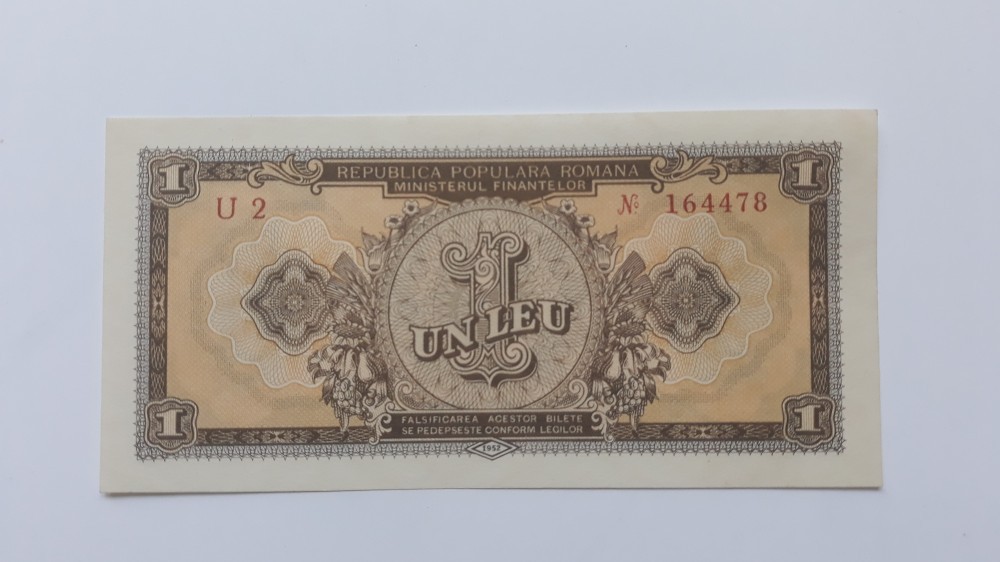 1 REPUBLICA POPULARA ROMANA 1
MINISTERUL FINANTELOR
U 2 № 164478
1
UN LEU
1 FALSIFICAREA ACESTOR BILETE 1
SE PEDEPSESTE CONFORM LEGILOR
1952